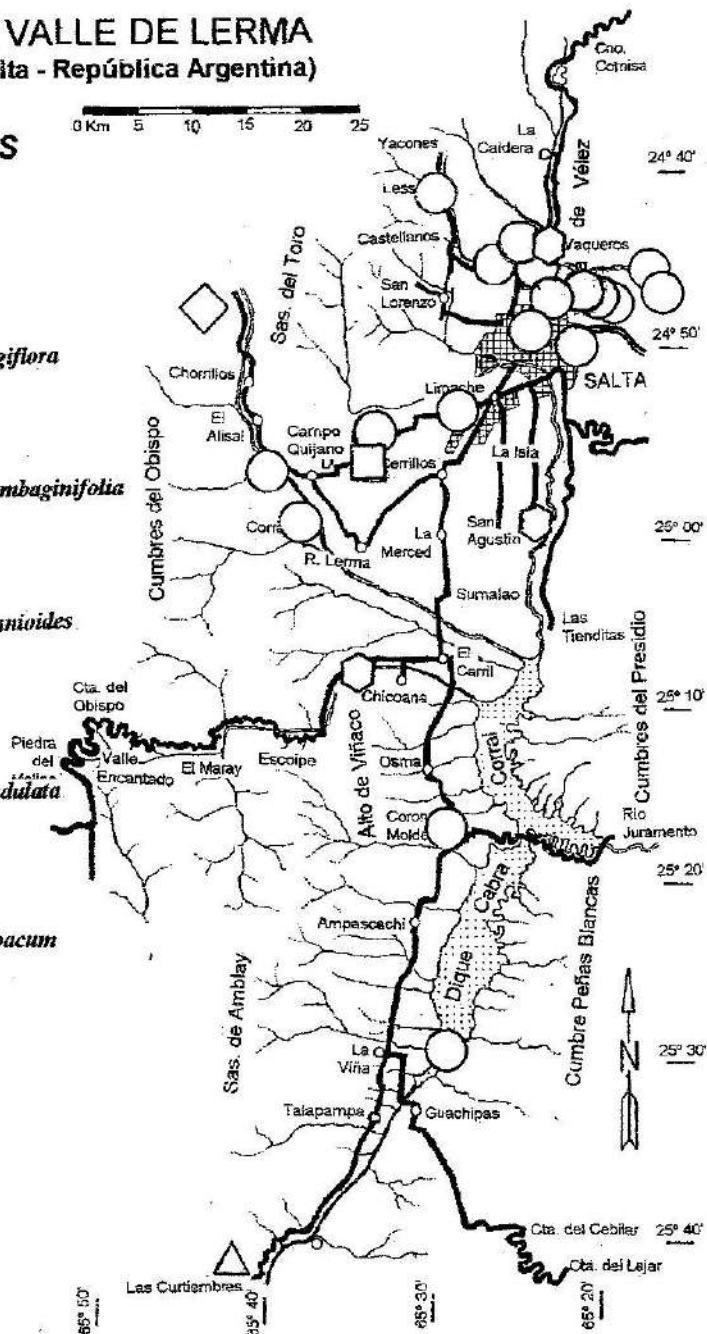 VALLE DE LERMA
lta - República Argentina)
0 Km 5 10 15 20 25
S
Cno. Cornisa
La Caldera
Yacones
Less
24° 40'
de Vélez
Castellanos
Vaqueros
Sas. del Toro
San Lorenzo
24° 50'
giflora
Chorrillos
Limache
SALTA
El Alisal
Campo Quijano
La Isla
Cerrillos
Cumbres del Obispo
mbaginifolia
Corra
La Merced
San Agustín
25° 00'
R. Lerma
Sumalao
nioides
Las Tienditas
El Carril
Cta. del Obispo
Chicoana
25° 10'
Cumbres del Presidio
Piedra del
Valle Encantado
El Maray
Escoipe
Alto de Viñaco
Osma
Corral
dulata
Coron Molde
Río Juramento
25° 20'
Cabra
Ampascachi
acum
Dique
Cumbre Peñas Blancas
Sas. de Amblay
N
La Viña
25° 30'
Talapampa
Guachipas
Cta. del Cebilar
25° 40'
Cta. del Lajar
Las Curtiembres
65° 50'
65° 40'
65° 30'
65° 20'